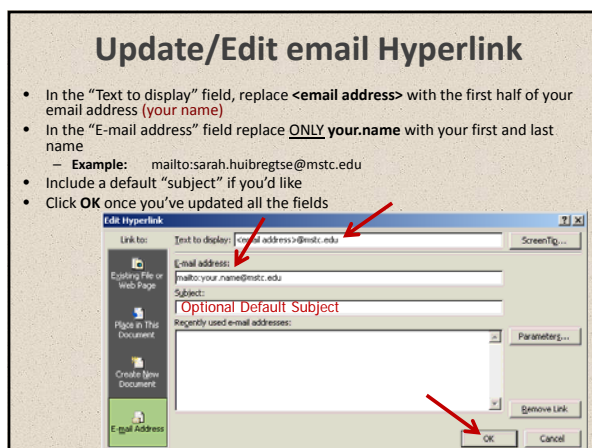 Update/Edit email Hyperlink
• In the “Text to display” field, replace <email address> with the first half of your
email address (your name)
• In the “E-mail address” field replace ONLY your.name with your first and last
name
– Example: mailto:sarah.huibregtse@mstc.edu
• Include a default “subject” if you’d like
• Click OK once you’ve updated all the fields
Edit Hyperlink
Link to:
Text to display: <email address>@mstc.edu
ScreenTip...
Existing File or
Web Page
E-mail address:
mailto:your.name@mstc.edu
Subject:
Optional Default Subject
Place in This
Document
Recently used e-mail addresses:
Parameters...
Create New
Document
E-mail Address
Remove Link
OK
Cancel